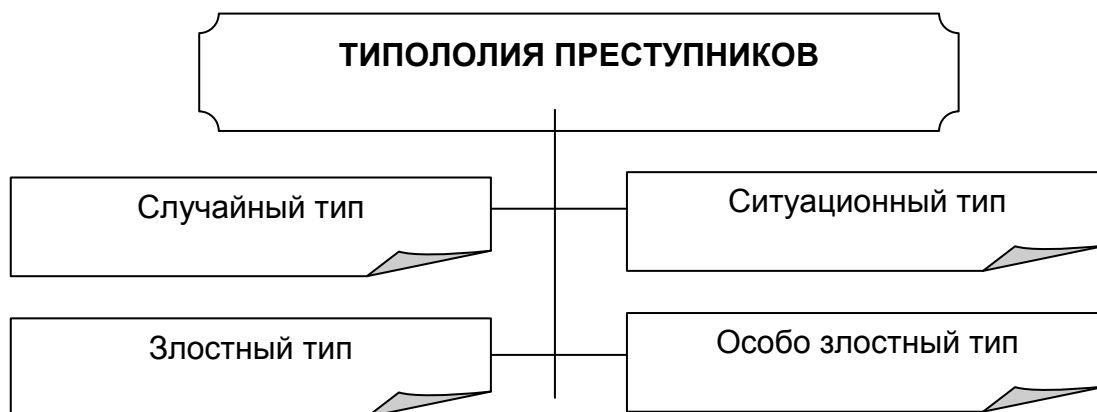 ТИПОЛОЛИЯ ПРЕСТУПНИКОВ
Случайный тип
Ситуационный тип
Злостный тип
Особо злостный тип